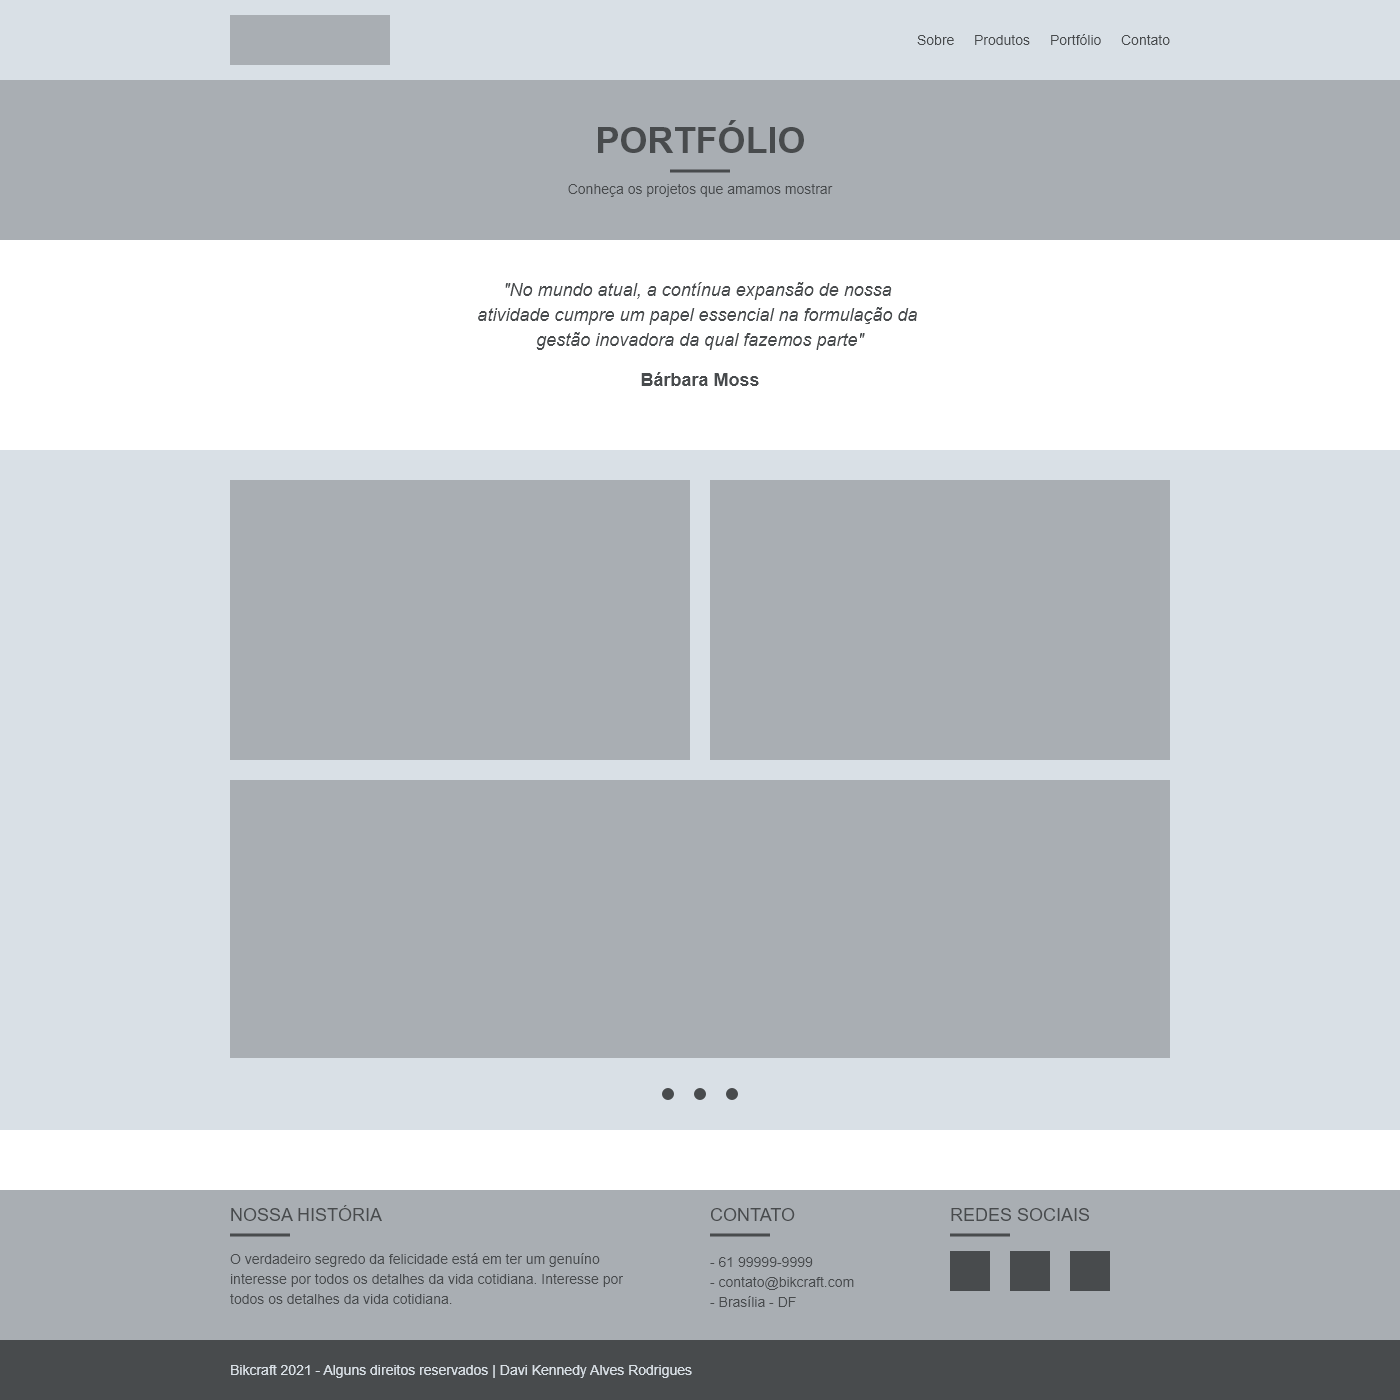 Sobre Produtos Portfólio Contato
PORTFÓLIO
Conheça os projetos que amamos mostrar
"No mundo atual, a contínua expansão de nossa
atividade cumpre um papel essencial na formulação da
gestão inovadora da qual fazemos parte"
Bárbara Moss
NOSSA HISTÓRIA
O verdadeiro segredo da felicidade está em ter um genuíno
interesse por todos os detalhes da vida cotidiana. Interesse por
todos os detalhes da vida cotidiana.
CONTATO
- 61 99999-9999
- contato@bikcraft.com
- Brasília - DF
REDES SOCIAIS
Bikcraft 2021 - Alguns direitos reservados | Davi Kennedy Alves Rodrigues